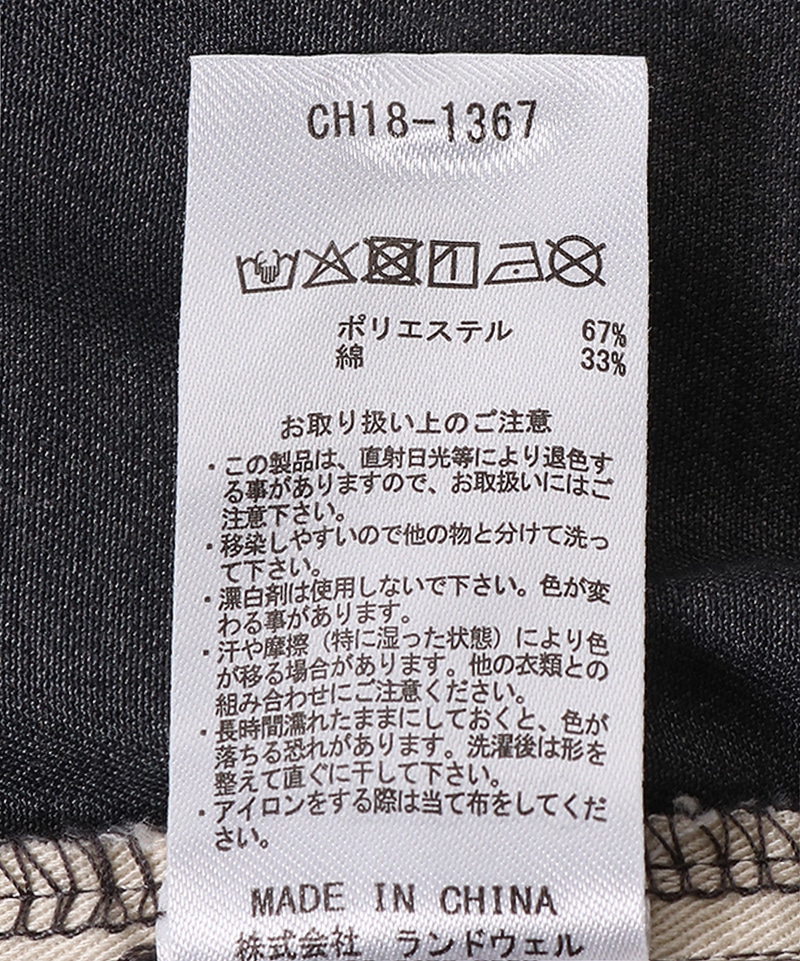 CH18-1367
ポリエステル 67%
綿 33%
お取り扱い上のご注意
・この製品は、直射日光等により退色す
る事がありますので、お取扱いにはご
注意下さい。
・移染しやすいので他の物と分けて洗っ
て下さい。
・漂白剤は使用しないで下さい。色が変
わる事があります。
・汗や摩擦（特に湿った状態）により色
が移る場合があります。他の衣類との
組み合わせにご注意ください。
・長時間濡れたままにしておくと、色が
落ちる恐れがあります。洗濯後は形を
整えて直ぐに干して下さい。
・アイロンをする際は当て布をしてくだ
さい。
MADE IN CHINA
株式会社 ランドウェル